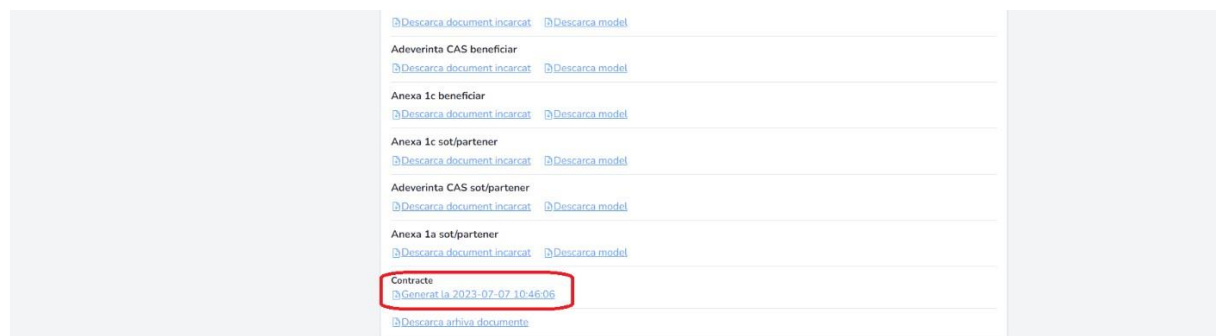 Descarca document incarcat Descarca model
Adeverinta CAS beneficiar
Descarca document incarcat Descarca model
Anexa 1c beneficiar
Descarca document incarcat Descarca model
Anexa 1c sot/partener
Descarca document incarcat Descarca model
Adeverinta CAS sot/partener
Descarca document incarcat Descarca model
Anexa 1a sot/partener
Descarca document incarcat Descarca model
Contracte
Generat la 2023-07-07 10:46:06
Descarca arhiva documente